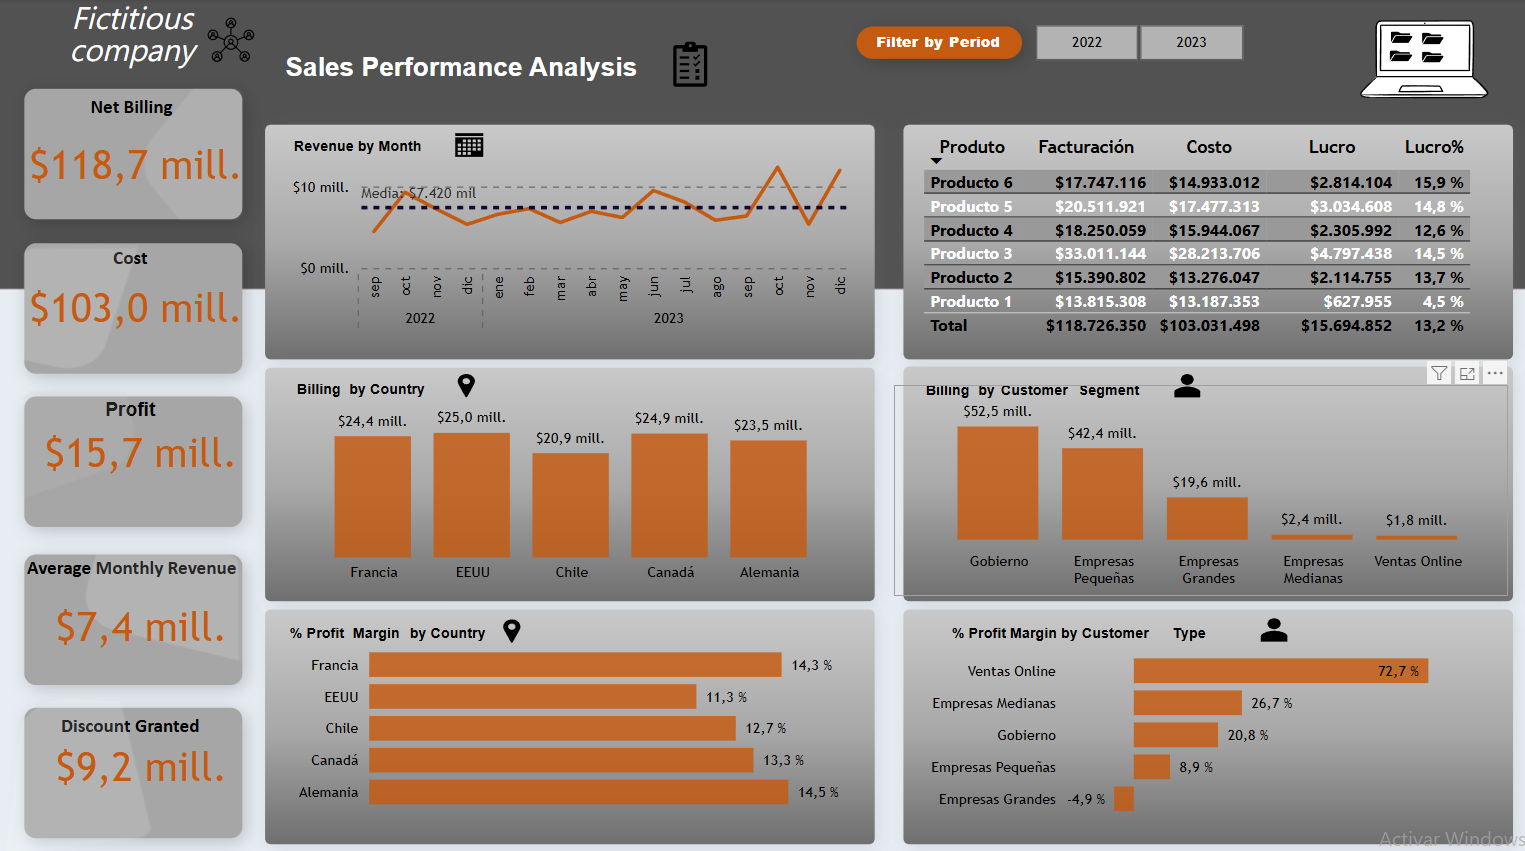 Fictitious
company
Sales Performance Analysis
Filter by Period
2022
2023
Net Billing
$118,7 mill.
Cost
$103,0 mill.
Profit
$15,7 mill.
Average Monthly Revenue
$7,4 mill.
Discount Granted
$9,2 mill.
Revenue by Month
$10 mill.
Media: $7.420 mil
$0 mill.
sep oct nov dic ene feb mar abr may jun jul ago sep oct nov dic
2022 2023
Produto Facturación Costo Lucro Lucro%
Producto 6 $17.747.116 $14.933.012 $2.814.104 15,9 %
Producto 5 $20.511.921 $17.477.313 $3.034.608 14,8 %
Producto 4 $18.250.059 $15.944.067 $2.305.992 12,6 %
Producto 3 $33.011.144 $28.213.706 $4.797.438 14,5 %
Producto 2 $15.390.802 $13.276.047 $2.114.755 13,7 %
Producto 1 $13.815.308 $13.187.353 $627.955 4,5 %
Total $118.726.350 $103.031.498 $15.694.852 13,2 %
Billing by Country
$24,4 mill. $25,0 mill. $20,9 mill. $24,9 mill. $23,5 mill.
Francia EEUU Chile Canadá Alemania
Billing by Customer Segment
$52,5 mill. $42,4 mill. $19,6 mill. $2,4 mill. $1,8 mill.
Gobierno Empresas Empresas Empresas Ventas Online
Pequeñas Grandes Medianas
% Profit Margin by Country
Francia 14,3 %
EEUU 11,3 %
Chile 12,7 %
Canadá 13,3 %
Alemania 14,5 %
% Profit Margin by Customer Type
Ventas Online 72,7 %
Empresas Medianas 26,7 %
Gobierno 20,8 %
Empresas Pequeñas 8,9 %
Empresas Grandes -4,9 %
Activar Windows